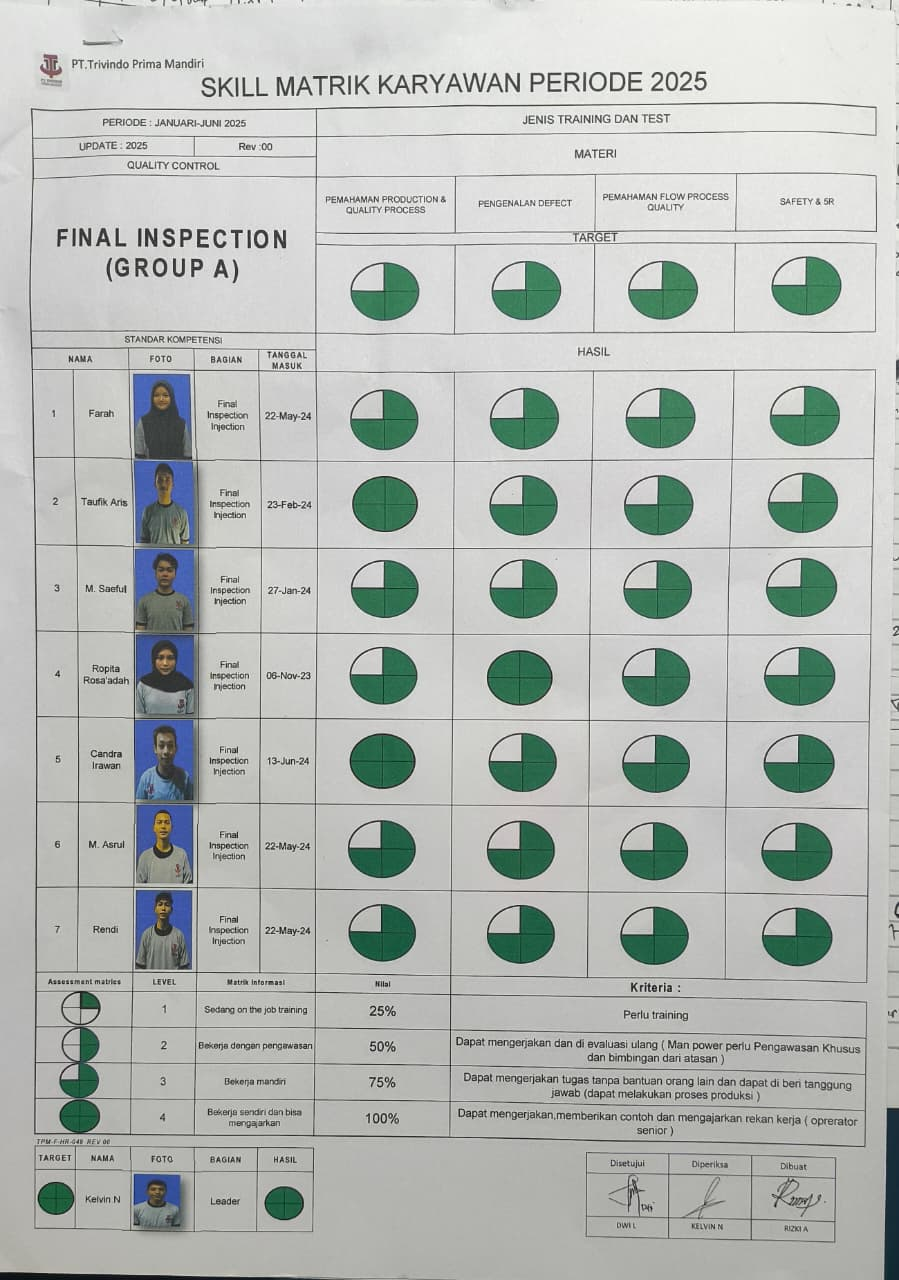 PT.Trivindo Prima Mandiri
SKILL MATRIK KARYAWAN PERIODE 2025
PERIODE : JANUARI-JUNI 2025
JENIS TRAINING DAN TEST
UPDATE : 2025
Rev :00
MATERI
QUALITY CONTROL
FINAL INSPECTION
(GROUP A)
PEMAHAMAN PRODUCTION &
QUALITY PROCESS
PENGENALAN DEFECT
PEMAHAMAN FLOW PROCESS
QUALITY
SAFETY & 5R
TARGET
STANDAR KOMPETENSI
HASIL
NAMA
FOTO
BAGIAN
TANGGAL
MASUK
1
Farah
Final
Inspection
Injection
22-May-24
2
Taufik Aris
Final
Inspection
Injection
23-Feb-24
3
M. Saeful
Final
Inspection
Injection
27-Jan-24
4
Ropita
Rosa'adah
Final
Inspection
Injection
06-Nov-23
5
Candra
Irawan
Final
Inspection
Injection
13-Jun-24
6
M. Asrul
Final
Inspection
Injection
22-May-24
7
Rendi
Final
Inspection
Injection
22-May-24
Assessment matrics
LEVEL
Matrik Informasi
Nilai
Kriteria :
1
Sedang on the job training
25%
Perlu training
2
Bekerja dengan pengawasan
50%
Dapat mengerjakan dan di evaluasi ulang ( Man power perlu Pengawasan Khusus
dan bimbingan dari atasan )
3
Bekerja mandiri
75%
Dapat mengerjakan tugas tanpa bantuan orang lain dan dapat di beri tanggung
jawab (dapat melakukan proses produksi )
4
Bekerja sendiri dan bisa
mengajarkan
100%
Dapat mengerjakan,memberikan contoh dan mengajarkan rekan kerja ( oprerator
senior )
TPM-F-HR-048 REV 00
TARGET
NAMA
FOTO
BAGIAN
HASIL
Kelvin N
Leader
Disetujui
Diperiksa
Dibuat
DWI L
KELVIN N
RIZKI A